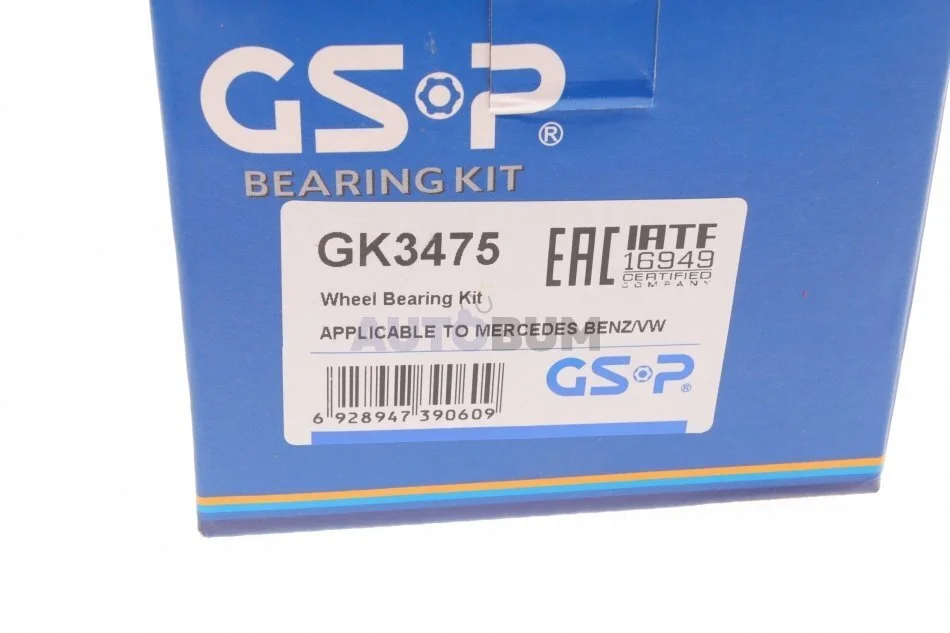 GS·P®
BEARING KIT
GK3475
EAC
IATF
16949
CERTIFIED
COMPANY
Wheel Bearing Kit
APPLICABLE TO MERCEDES BENZ/VW
AUTOBUM
GS·P®
6 928947 390609